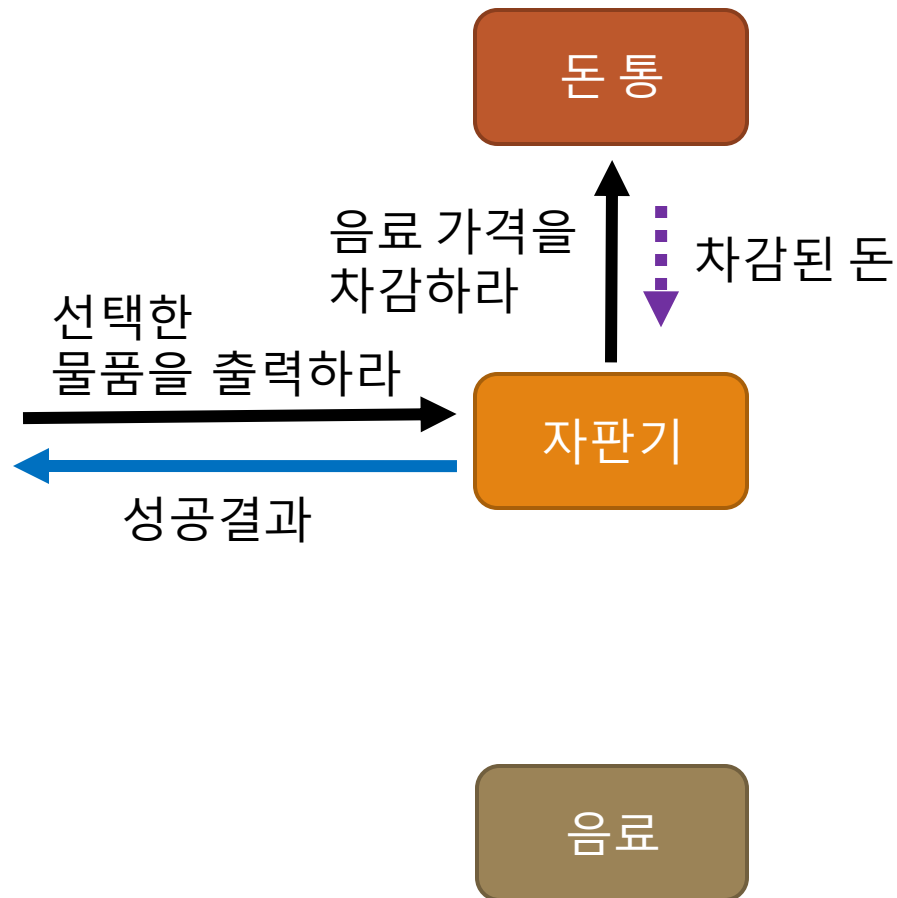 돈 통
음료 가격을
차감하라
차감된 돈
선택한
물품을 출력하라
자판기
성공결과
음료